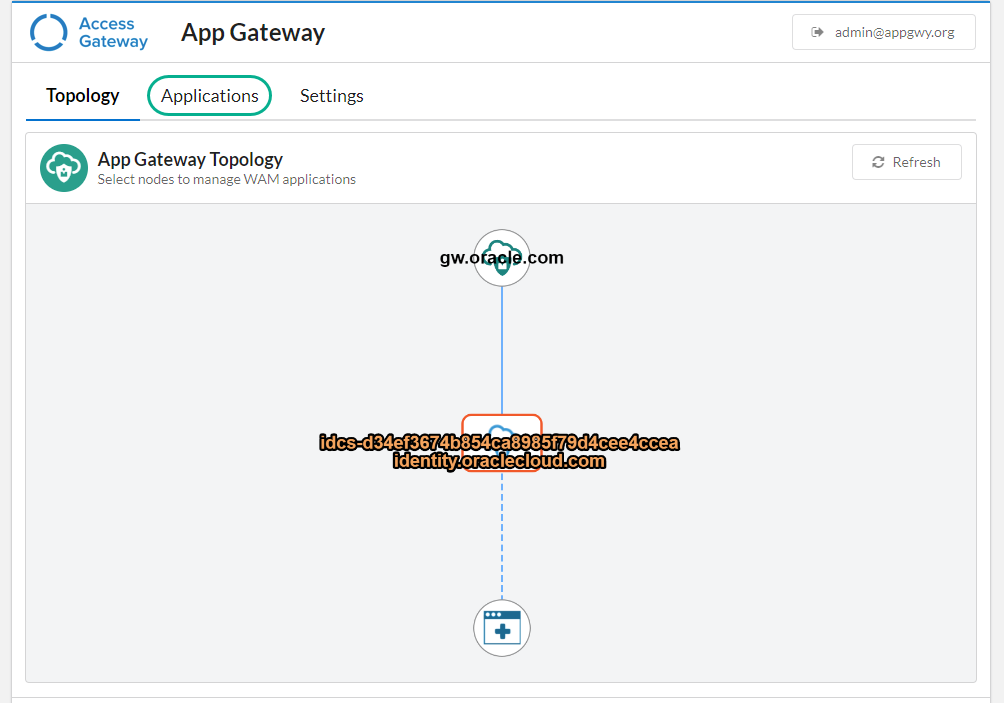 Access
Gateway
App Gateway
admin@appgwy.org
Topology
Applications
Settings
App Gateway Topology
Select nodes to manage WAM applications
Refresh
gw.oracle.com
idcs-d34ef3674b854ca8985f79d4cee4ccea
identity.oraclecloud.com